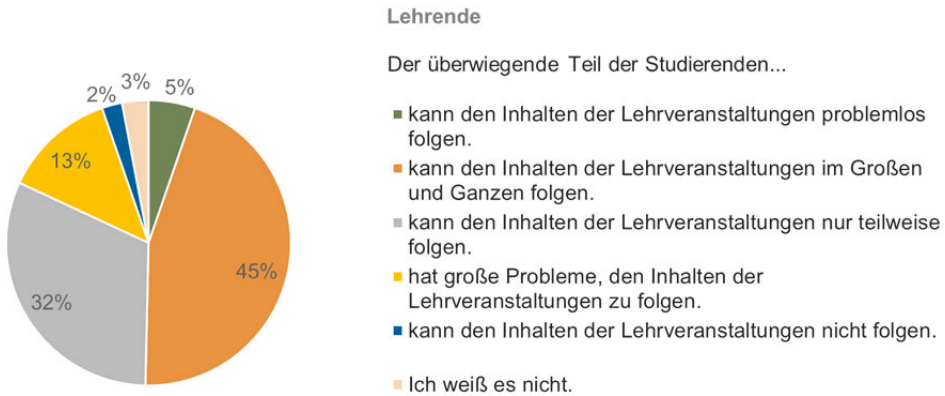 Lehrende
Der überwiegende Teil der Studierenden...
2%
3%
5%
13%
32%
45%
kann den Inhalten der Lehrveranstaltungen problemlos
folgen.
kann den Inhalten der Lehrveranstaltungen im Großen
und Ganzen folgen.
kann den Inhalten der Lehrveranstaltungen nur teilweise
folgen.
hat große Probleme, den Inhalten der
Lehrveranstaltungen zu folgen.
kann den Inhalten der Lehrveranstaltungen nicht folgen.
Ich weiß es nicht.